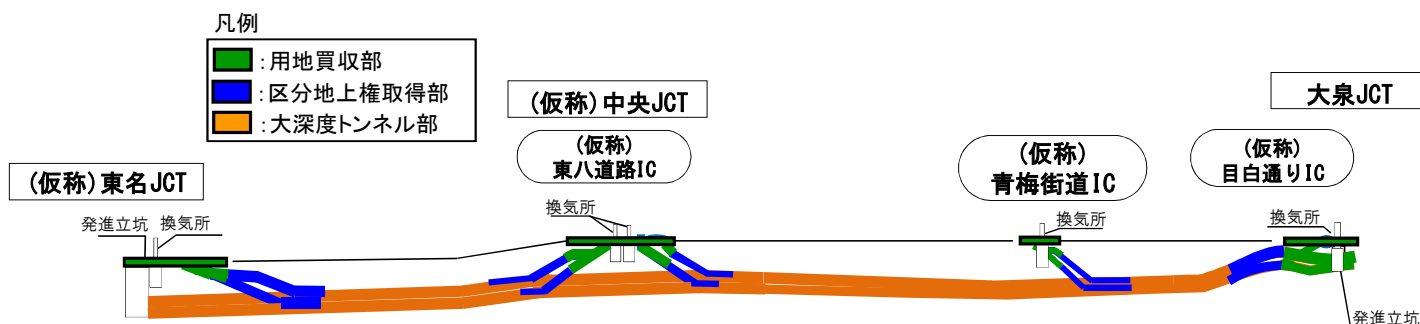 凡例
:用地買収部
:区分地上権取得部
:大深度トンネル部
(仮称)東名JCT
発進立坑
換気所
(仮称)中央JCT
(仮称)
東八道路IC
換気所
(仮称)
青梅街道IC
換気所
大泉JCT
(仮称)
目白通りIC
換気所
発進立坑